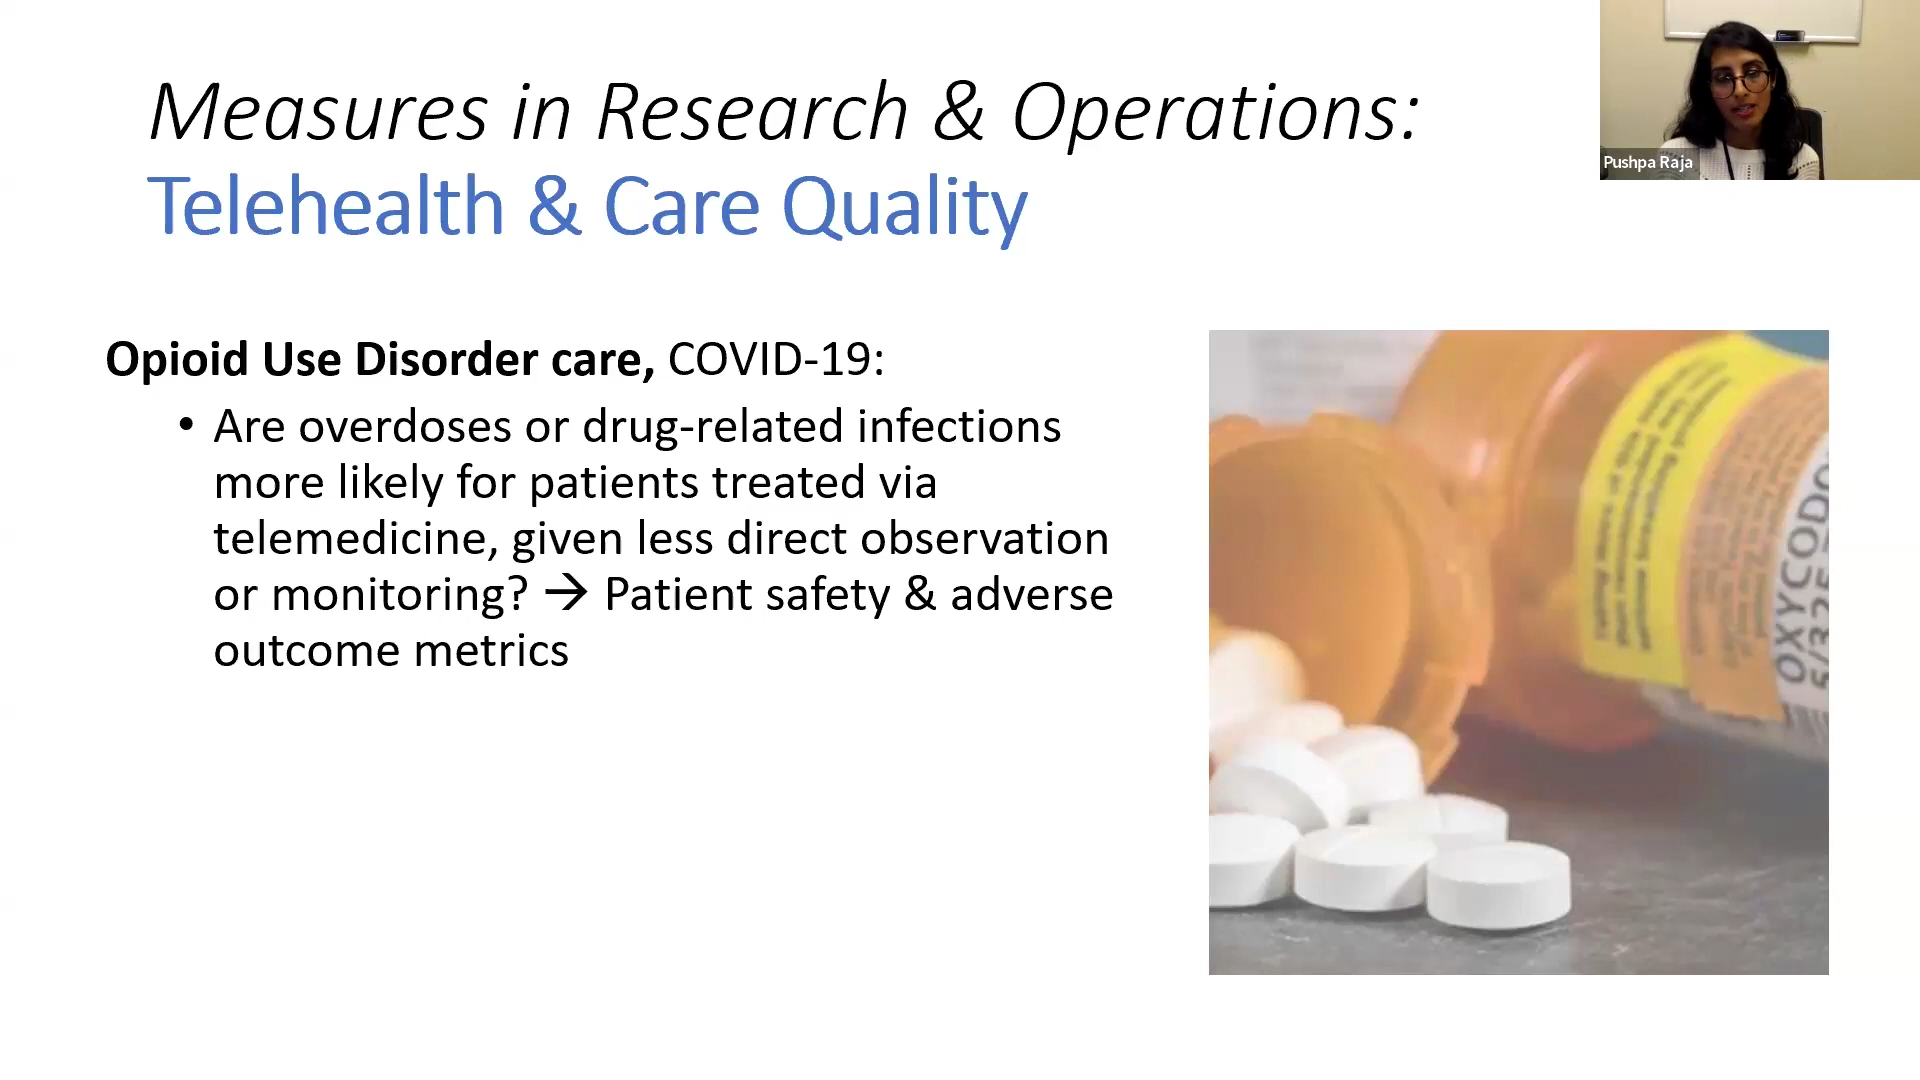 Measures in Research & Operations:
Telehealth & Care Quality
Pushpa Raja
Opioid Use Disorder care, COVID-19:
• Are overdoses or drug-related infections
more likely for patients treated via
telemedicine, given less direct observation
or monitoring? → Patient safety & adverse
outcome metrics
OXYCODO
5/325